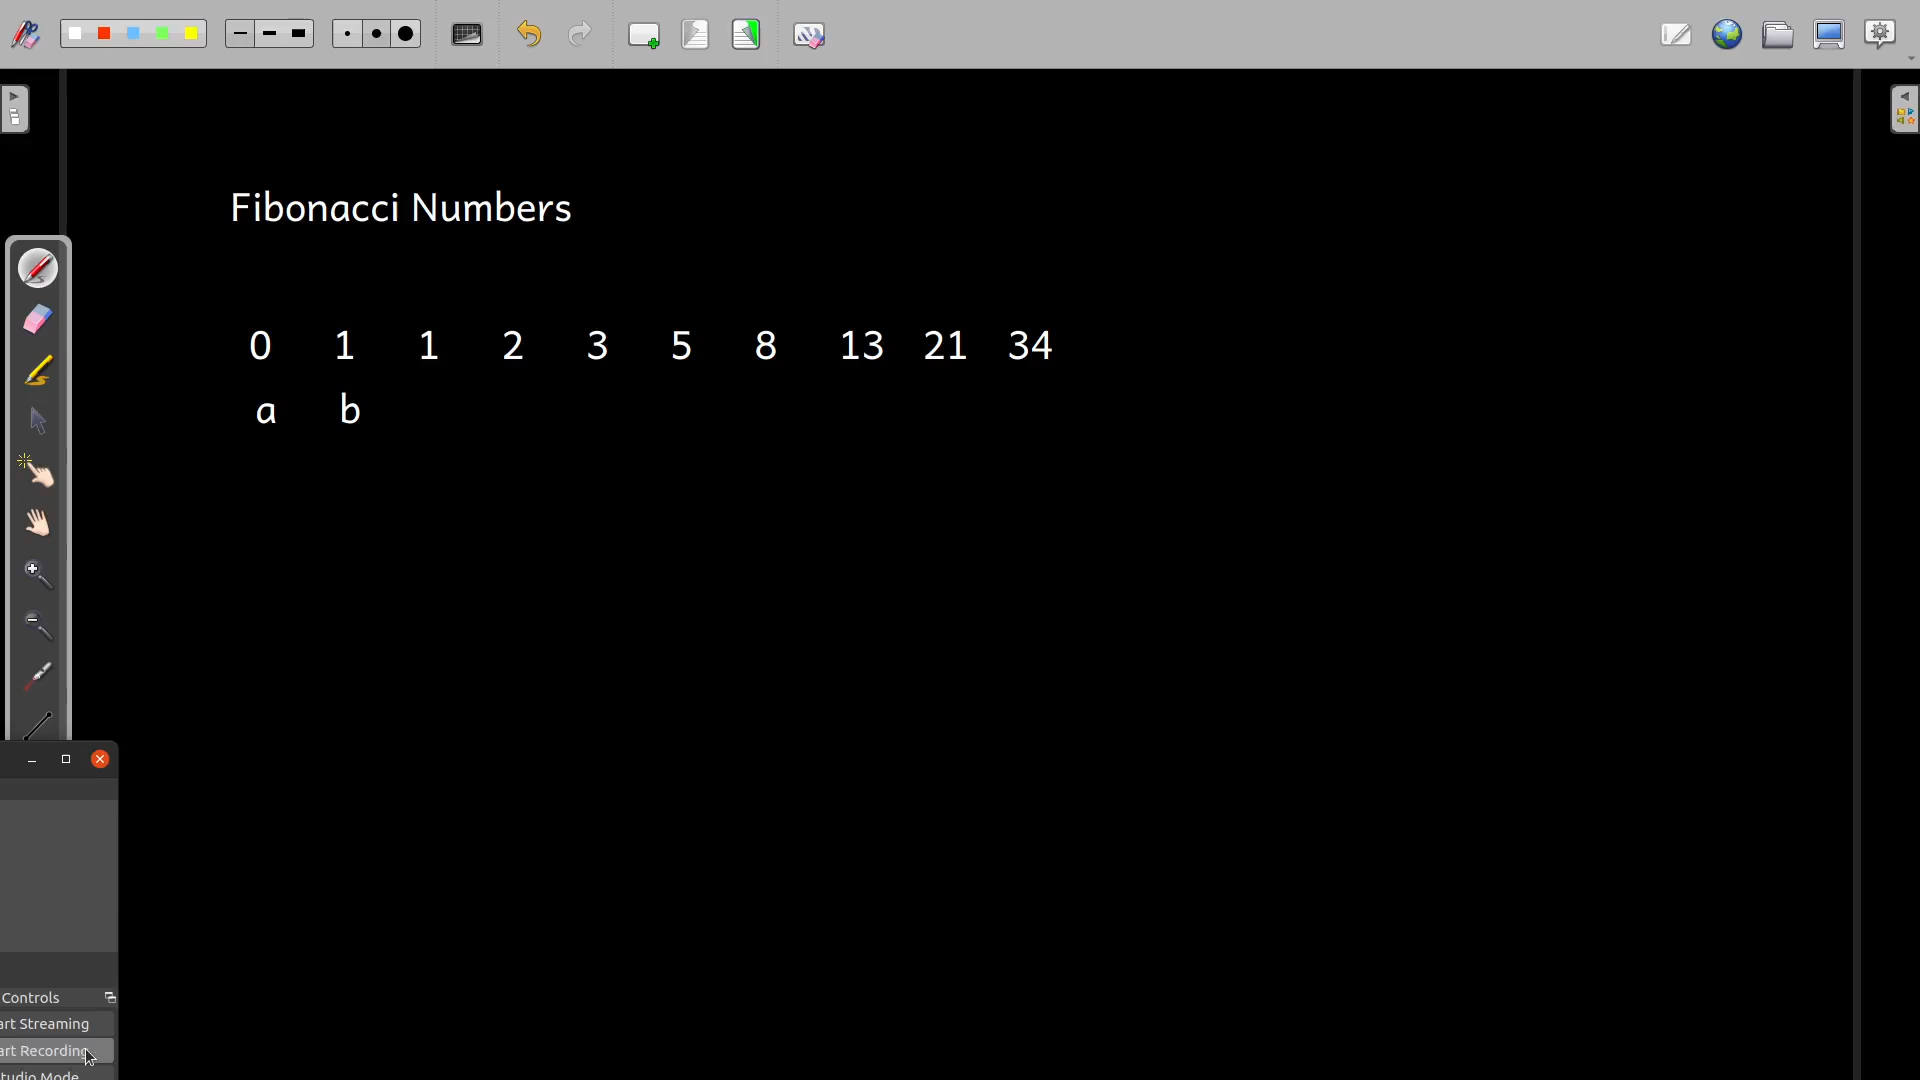 Fibonacci Numbers
0 1 1 2 3 5 8 13 21 34
a b
Controls
art Streaming
art Recording
tudio Mode